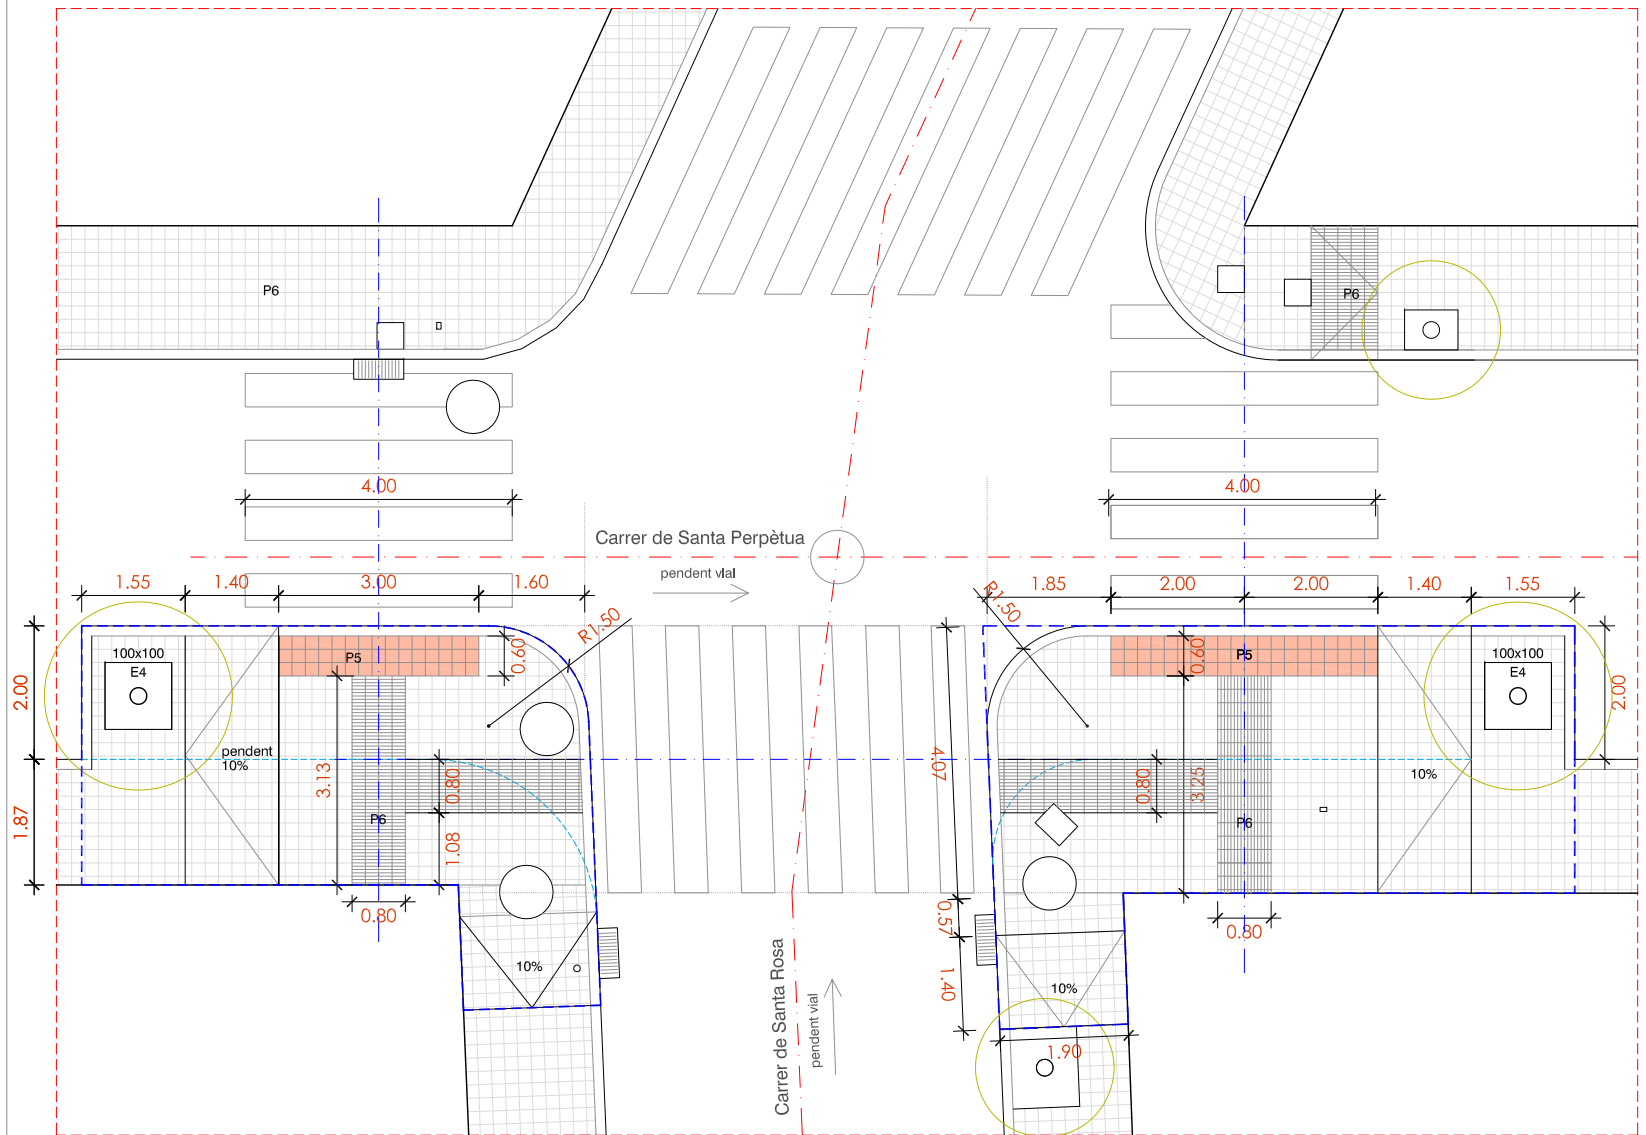 P6
P6
4.00
4.00
Carrer de Santa Perpètua
pendent vial
1.55
1.40
3.00
1.60
1.85
2.00
2.00
1.40
1.55
R1.50
R1.50
100x100
E4
P5
0.60
0.60
P5
100x100
E4
2.00
2.00
pendent
10%
3.13
0.80
4.07
0.80
3.25
10%
1.87
P6
1.08
P6
0.80
0.57
0.80
10%
1.40
10%
Carrer de Santa Rosa
pendent vial
1.90